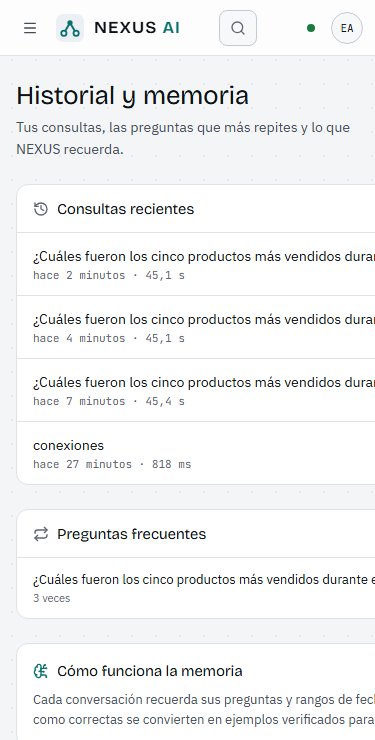 NEXUS AI
EA
Historial y memoria
Tus consultas, las preguntas que más repites y lo que
NEXUS recuerda.
Consultas recientes
¿Cuáles fueron los cinco productos más vendidos
hace 2 minutos · 45,1 s
¿Cuáles fueron los cinco productos más vendidos
hace 4 minutos · 45,1 s
¿Cuáles fueron los cinco productos más vendidos
hace 7 minutos · 45,4 s
conexiones
hace 27 minutos · 818 ms
Preguntas frecuentes
¿Cuáles fueron los cinco productos más vendidos durante
3 veces
Cómo funciona la memoria
Cada conversación recuerda sus preguntas y rangos de
como correctas se convierten en ejemplos verificados para